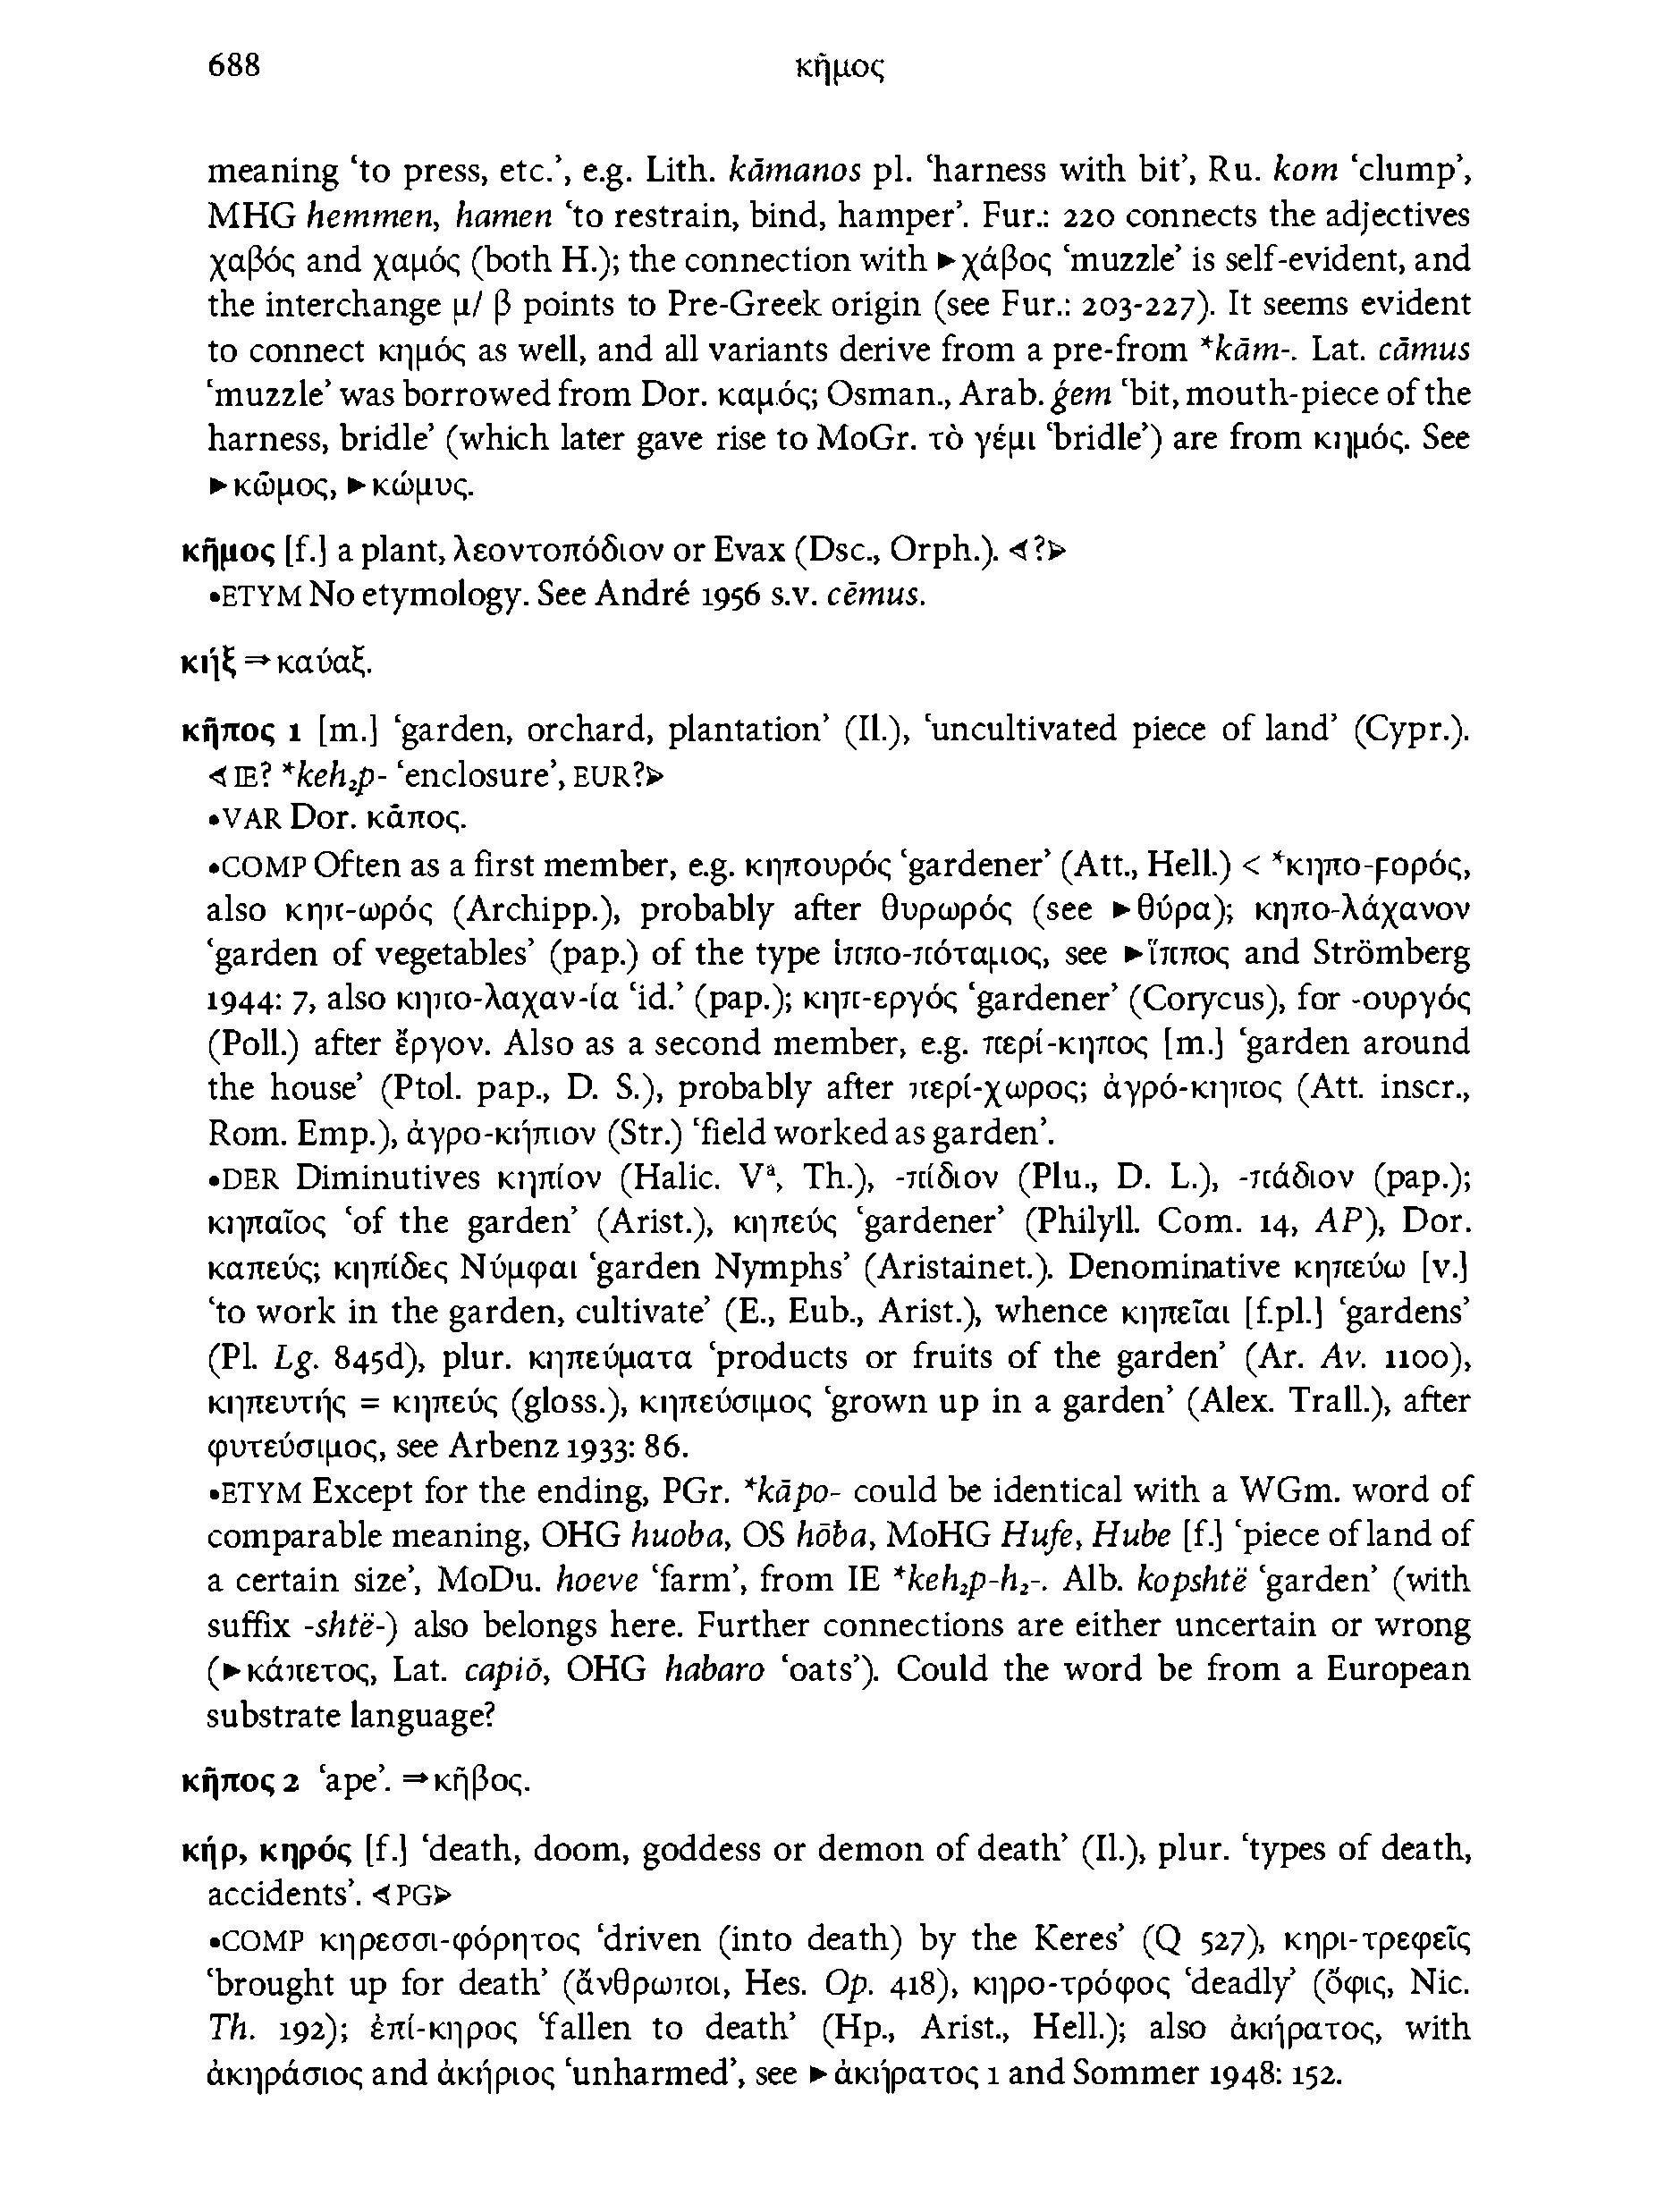 688
κῆμος
meaning ‘to press, etc.’, e.g. Lith. kãmanos pl. ‘harness with bit’, Ru. kom ‘clump’,
MHG hemmen, hamen ‘to restrain, bind, hamper’. Fur.: 220 connects the adjectives
χαβός and χαμός (both H.); the connection with ►χάβος ‘muzzle’ is self-evident, and
the interchange μ/ β points to Pre-Greek origin (see Fur.: 203-227). It seems evident
to connect κημός as well, and all variants derive from a pre-from *kām-. Lat. cāmus
‘muzzle’ was borrowed from Dor. καμός; Osman., Arab. ǵem ‘bit, mouth-piece of the
harness, bridle’ (which later gave rise to MoGr. τὸ γέμι ‘bridle’) are from κημός. See
►κῶμος, ►κώμυς.
κῆμος [f.] a plant, λεοντοπόδιον or Evax (Dsc., Orph.). ⋖?⋗
•ETYM No etymology. See André 1956 s.v. cēmus.
κήξ ⇒καύαξ.
κῆπος 1 [m.] ‘garden, orchard, plantation’ (Il.), ‘uncultivated piece of land’ (Cypr.).
⋖IE? *keh₂p- ‘enclosure’, EUR?⋗
•VAR Dor. κᾶπος.
•COMP Often as a first member, e.g. κηπουρός ‘gardener’ (Att., Hell.) < *κηπο-ϝορός,
also κηπ-ωρός (Archipp.), probably after θυρωρός (see ►θύρα); κηπο-λάχανον
‘garden of vegetables’ (pap.) of the type ἱππο-πόταμος, see ►ἵππος and Strömberg
1944: 7, also κηπο-λαχαν-ία ‘id.’ (pap.); κηπ-εργός ‘gardener’ (Corycus), for -ουργός
(Poll.) after ἔργον. Also as a second member, e.g. περί-κηπος [m.] ‘garden around
the house’ (Ptol. pap., D. S.), probably after περί-χωρος; ἀγρό-κηπος (Att. inscr.,
Rom. Emp.), ἀγρο-κήπιον (Str.) ‘field worked as garden’.
•DER Diminutives κηπίον (Halic. Vᵃ, Th.), -πίδιον (Plu., D. L.), -πάδιον (pap.);
κηπαῖος ‘of the garden’ (Arist.), κηπεύς ‘gardener’ (Philyll. Com. 14, AP), Dor.
καπεύς; κηπίδες Νύμφαι ‘garden Nymphs’ (Aristainet.). Denominative κηπεύω [v.]
‘to work in the garden, cultivate’ (E., Eub., Arist.), whence κηπεῖαι [f.pl.] ‘gardens’
(Pl. Lg. 845d), plur. κηπεύματα ‘products or fruits of the garden’ (Ar. Av. 1100),
κηπευτής = κηπεύς (gloss.), κηπεύσιμος ‘grown up in a garden’ (Alex. Trall.), after
φυτεύσιμος, see Arbenz 1933: 86.
•ETYM Except for the ending, PGr. *kāpo- could be identical with a WGm. word of
comparable meaning, OHG huoba, OS hōƀa, MoHG Hufe, Hube [f.] ‘piece of land of
a certain size’, MoDu. hoeve ‘farm’, from IE *keh₂p-h₂-. Alb. kopshtë ‘garden’ (with
suffix -shtë-) also belongs here. Further connections are either uncertain or wrong
(►κάπετος, Lat. capiō, OHG habaro ‘oats’). Could the word be from a European
substrate language?
κῆπος 2 ‘ape’. ⇒κῆβος.
κήρ, κηρός [f.] ‘death, doom, goddess or demon of death’ (Il.), plur. ‘types of death,
accidents’. ⋖PG⋗
•COMP κηρεσσι-φόρητος ‘driven (into death) by the Keres’ (Q 527), κηρι-τρεφεῖς
‘brought up for death’ (ἄνθρωποι, Hes. Op. 418), κηρο-τρόφος ‘deadly’ (ὄφις, Nic.
Th. 192); ἐπί-κηρος ‘fallen to death’ (Hp., Arist., Hell.); also ἀκήρατος, with
ἀκηράσιος and ἀκήριος ‘unharmed’, see ►ἀκήρατος 1 and Sommer 1948: 152.